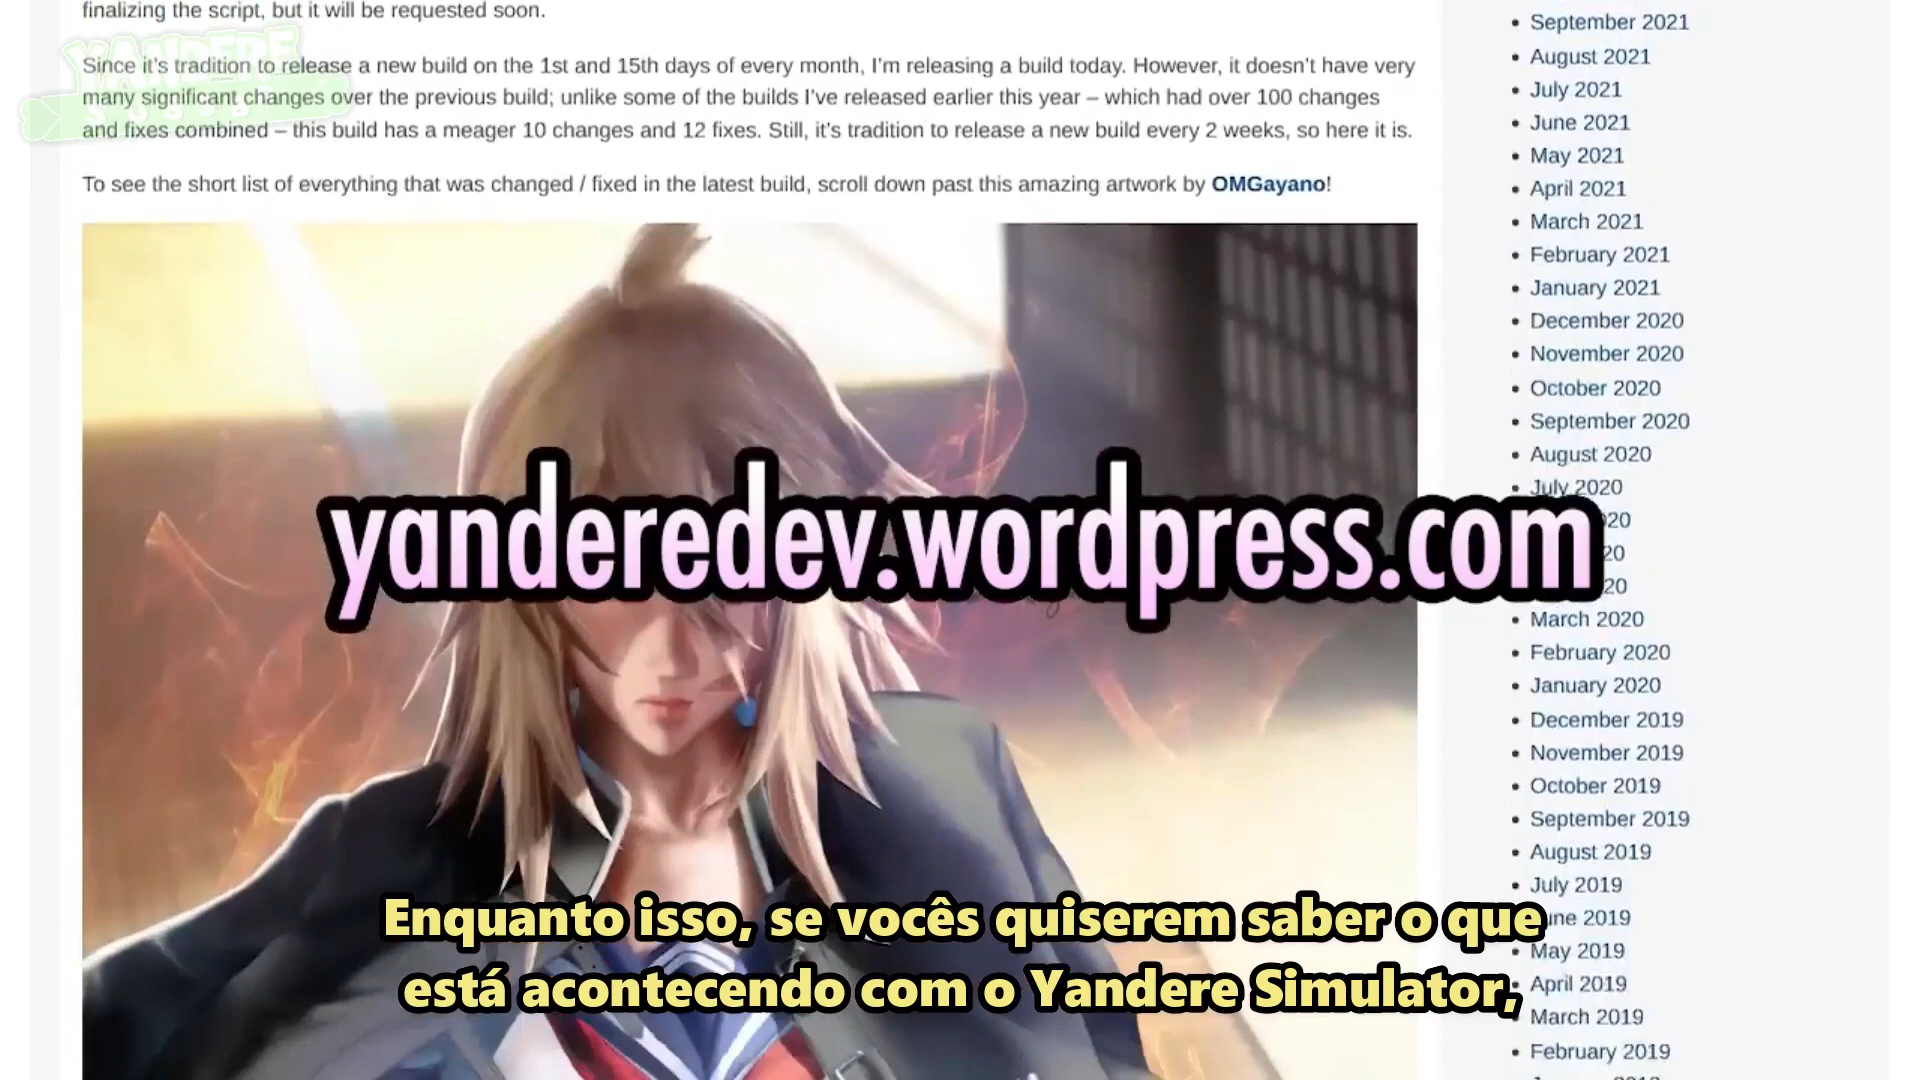 finalizing the script, but it will be requested soon.
YANDERE
Since it's tradition to release a new build on the 1st and 15th days of every month, I'm releasing a build today. However, it doesn't have very
many significant changes over the previous build; unlike some of the builds I've released earlier this year – which had over 100 changes
and fixes combined – this build has a meager 10 changes and 12 fixes. Still, it's tradition to release a new build every 2 weeks, so here it is.
To see the short list of everything that was changed / fixed in the latest build, scroll down past this amazing artwork by OMGayano!
yanderedev.wordpress.com
Enquanto isso, se vocês quiserem saber o que
está acontecendo com o Yandere Simulator,
September 2021
August 2021
July 2021
June 2021
May 2021
April 2021
March 2021
February 2021
January 2021
December 2020
November 2020
October 2020
September 2020
August 2020
July 2020
March 2020
February 2020
January 2020
December 2019
November 2019
October 2019
September 2019
August 2019
July 2019
June 2019
May 2019
April 2019
March 2019
February 2019